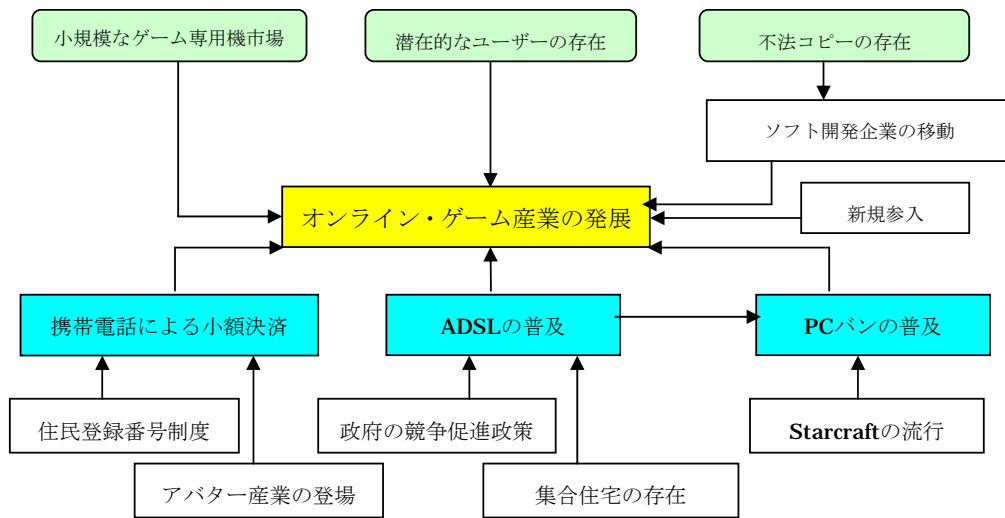 小規模なゲーム専用機市場
潜在的なユーザーの存在
不法コピーの存在
ソフト開発企業の移動
オンライン・ゲーム産業の発展
新規参入
携帯電話による小額決済
ADSLの普及
PCバンの普及
住民登録番号制度
政府の競争促進政策
Starcraftの流行
アバター産業の登場
集合住宅の存在